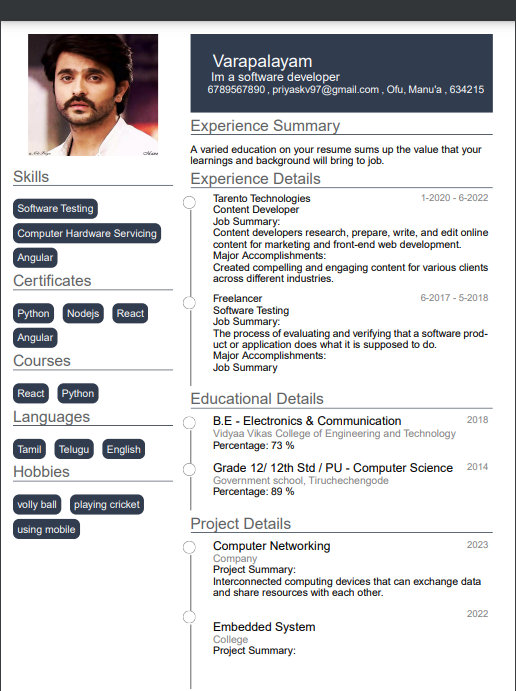 Varapalayam
Im a software developer
6789567890 , priyaskv97@gmail.com , Ofu, Manu'a , 634215
Skills
Software Testing
Computer Hardware Servicing
Angular
Certificates
Python Nodejs React
Angular
Courses
React Python
Languages
Tamil Telugu English
Hobbies
volly ball playing cricket
using mobile
Experience Summary
A varied education on your resume sums up the value that your
learnings and background will bring to job.
Experience Details
Tarento Technologies 1-2020 - 6-2022
Content Developer
Job Summary:
Content developers research, prepare, write, and edit online
content for marketing and front-end web development.
Major Accomplishments:
Created compelling and engaging content for various clients
across different industries.
Freelancer 6-2017 - 5-2018
Software Testing
Job Summary:
The process of evaluating and verifying that a software prod-
uct or application does what it is supposed to do.
Major Accomplishments:
Job Summary
Educational Details
B.E - Electronics & Communication 2018
Vidyaa Vikas College of Engineering and Technology
Percentage: 73 %
Grade 12/ 12th Std / PU - Computer Science 2014
Government school, Tiruchechengode
Percentage: 89 %
Project Details
Computer Networking 2023
Company
Project Summary:
Interconnected computing devices that can exchange data
and share resources with each other.
2022
Embedded System
College
Project Summary: